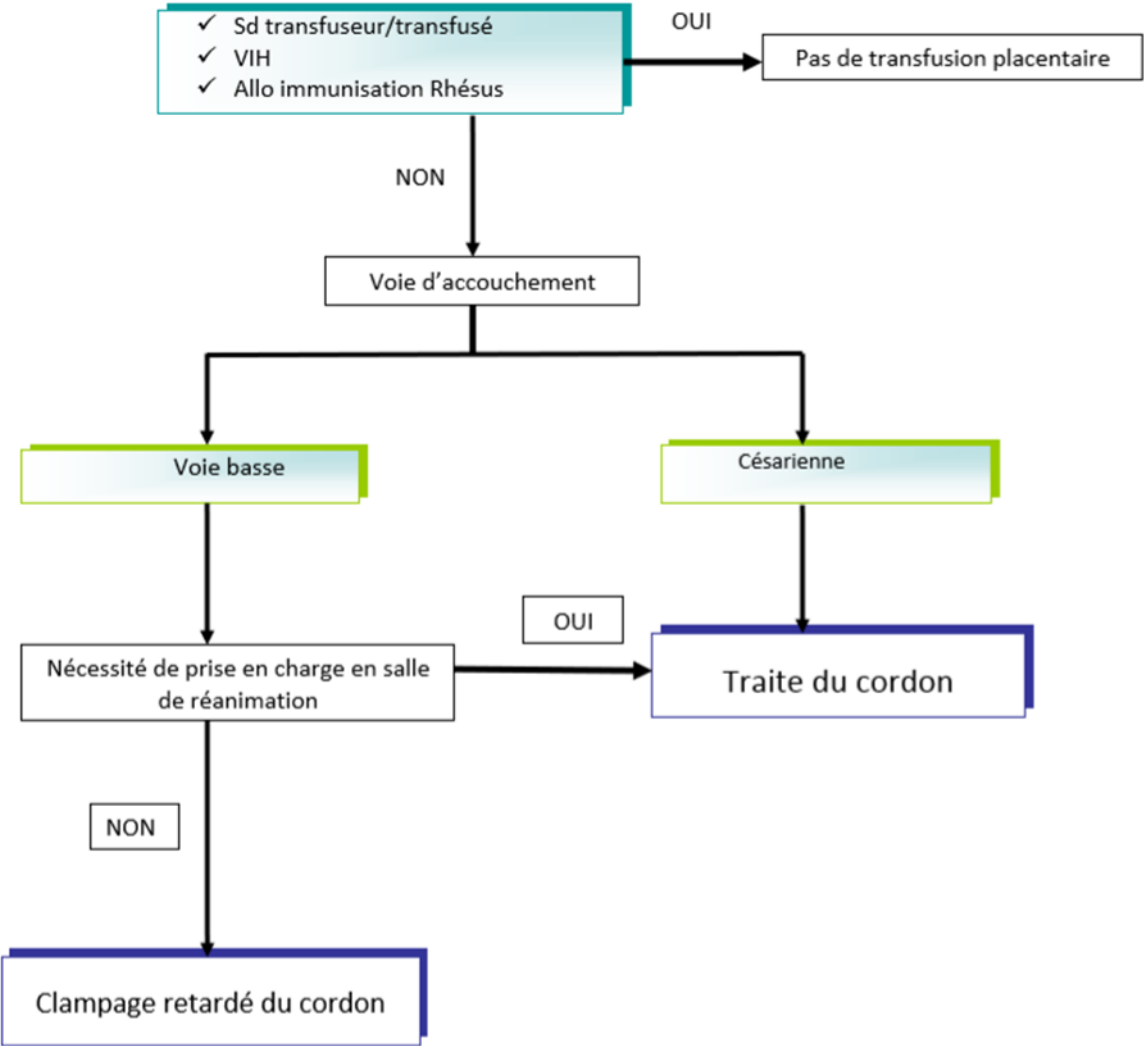 ✓ Sd transfuseur/transfusé
✓ VIH
✓ Allo immunisation Rhésus
OUI
Pas de transfusion placentaire
NON
Voie d'accouchement
Voie basse
Césarienne
OUI
Nécessité de prise en charge en salle
de réanimation
Traite du cordon
NON
Clampage retardé du cordon